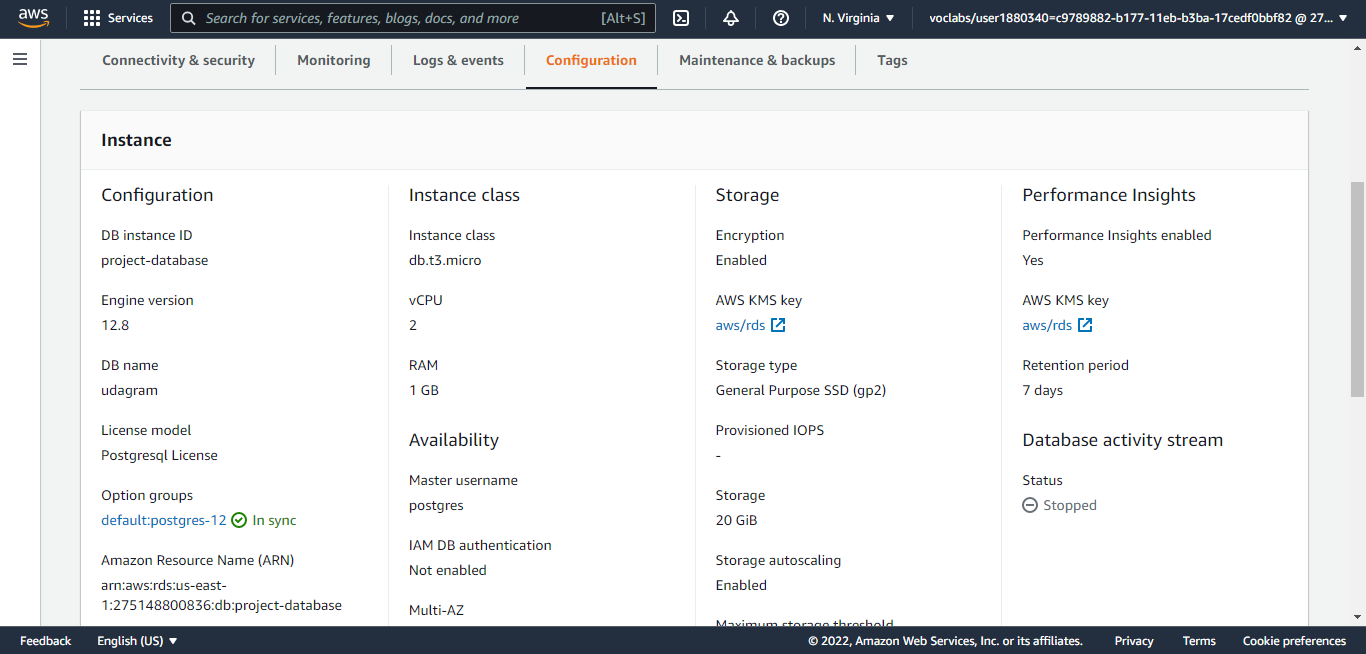 aws
Services
Search for services, features, blogs, docs, and more
[Alt+S]
N. Virginia
voclabs/user1880340=c9789882-b177-11eb-b3ba-17cedf0bbf82 @ 27...
Connectivity & security
Monitoring
Logs & events
Configuration
Maintenance & backups
Tags
Instance
Configuration
DB instance ID
project-database
Engine version
12.8
DB name
udagram
License model
Postgresql License
Option groups
default:postgres-12 In sync
Amazon Resource Name (ARN)
arn:aws:rds:us-east-
1:275148800836:db:project-database
Instance class
Instance class
db.t3.micro
vCPU
2
RAM
1 GB
Availability
Master username
postgres
IAM DB authentication
Not enabled
Multi-AZ
Storage
Encryption
Enabled
AWS KMS key
aws/rds
Storage type
General Purpose SSD (gp2)
Provisioned IOPS
-
Storage
20 GiB
Storage autoscaling
Enabled
Maximum storage threshold
Performance Insights
Performance Insights enabled
Yes
AWS KMS key
aws/rds
Retention period
7 days
Database activity stream
Status
Stopped
Feedback
English (US)
© 2022, Amazon Web Services, Inc. or its affiliates.
Privacy
Terms
Cookie preferences